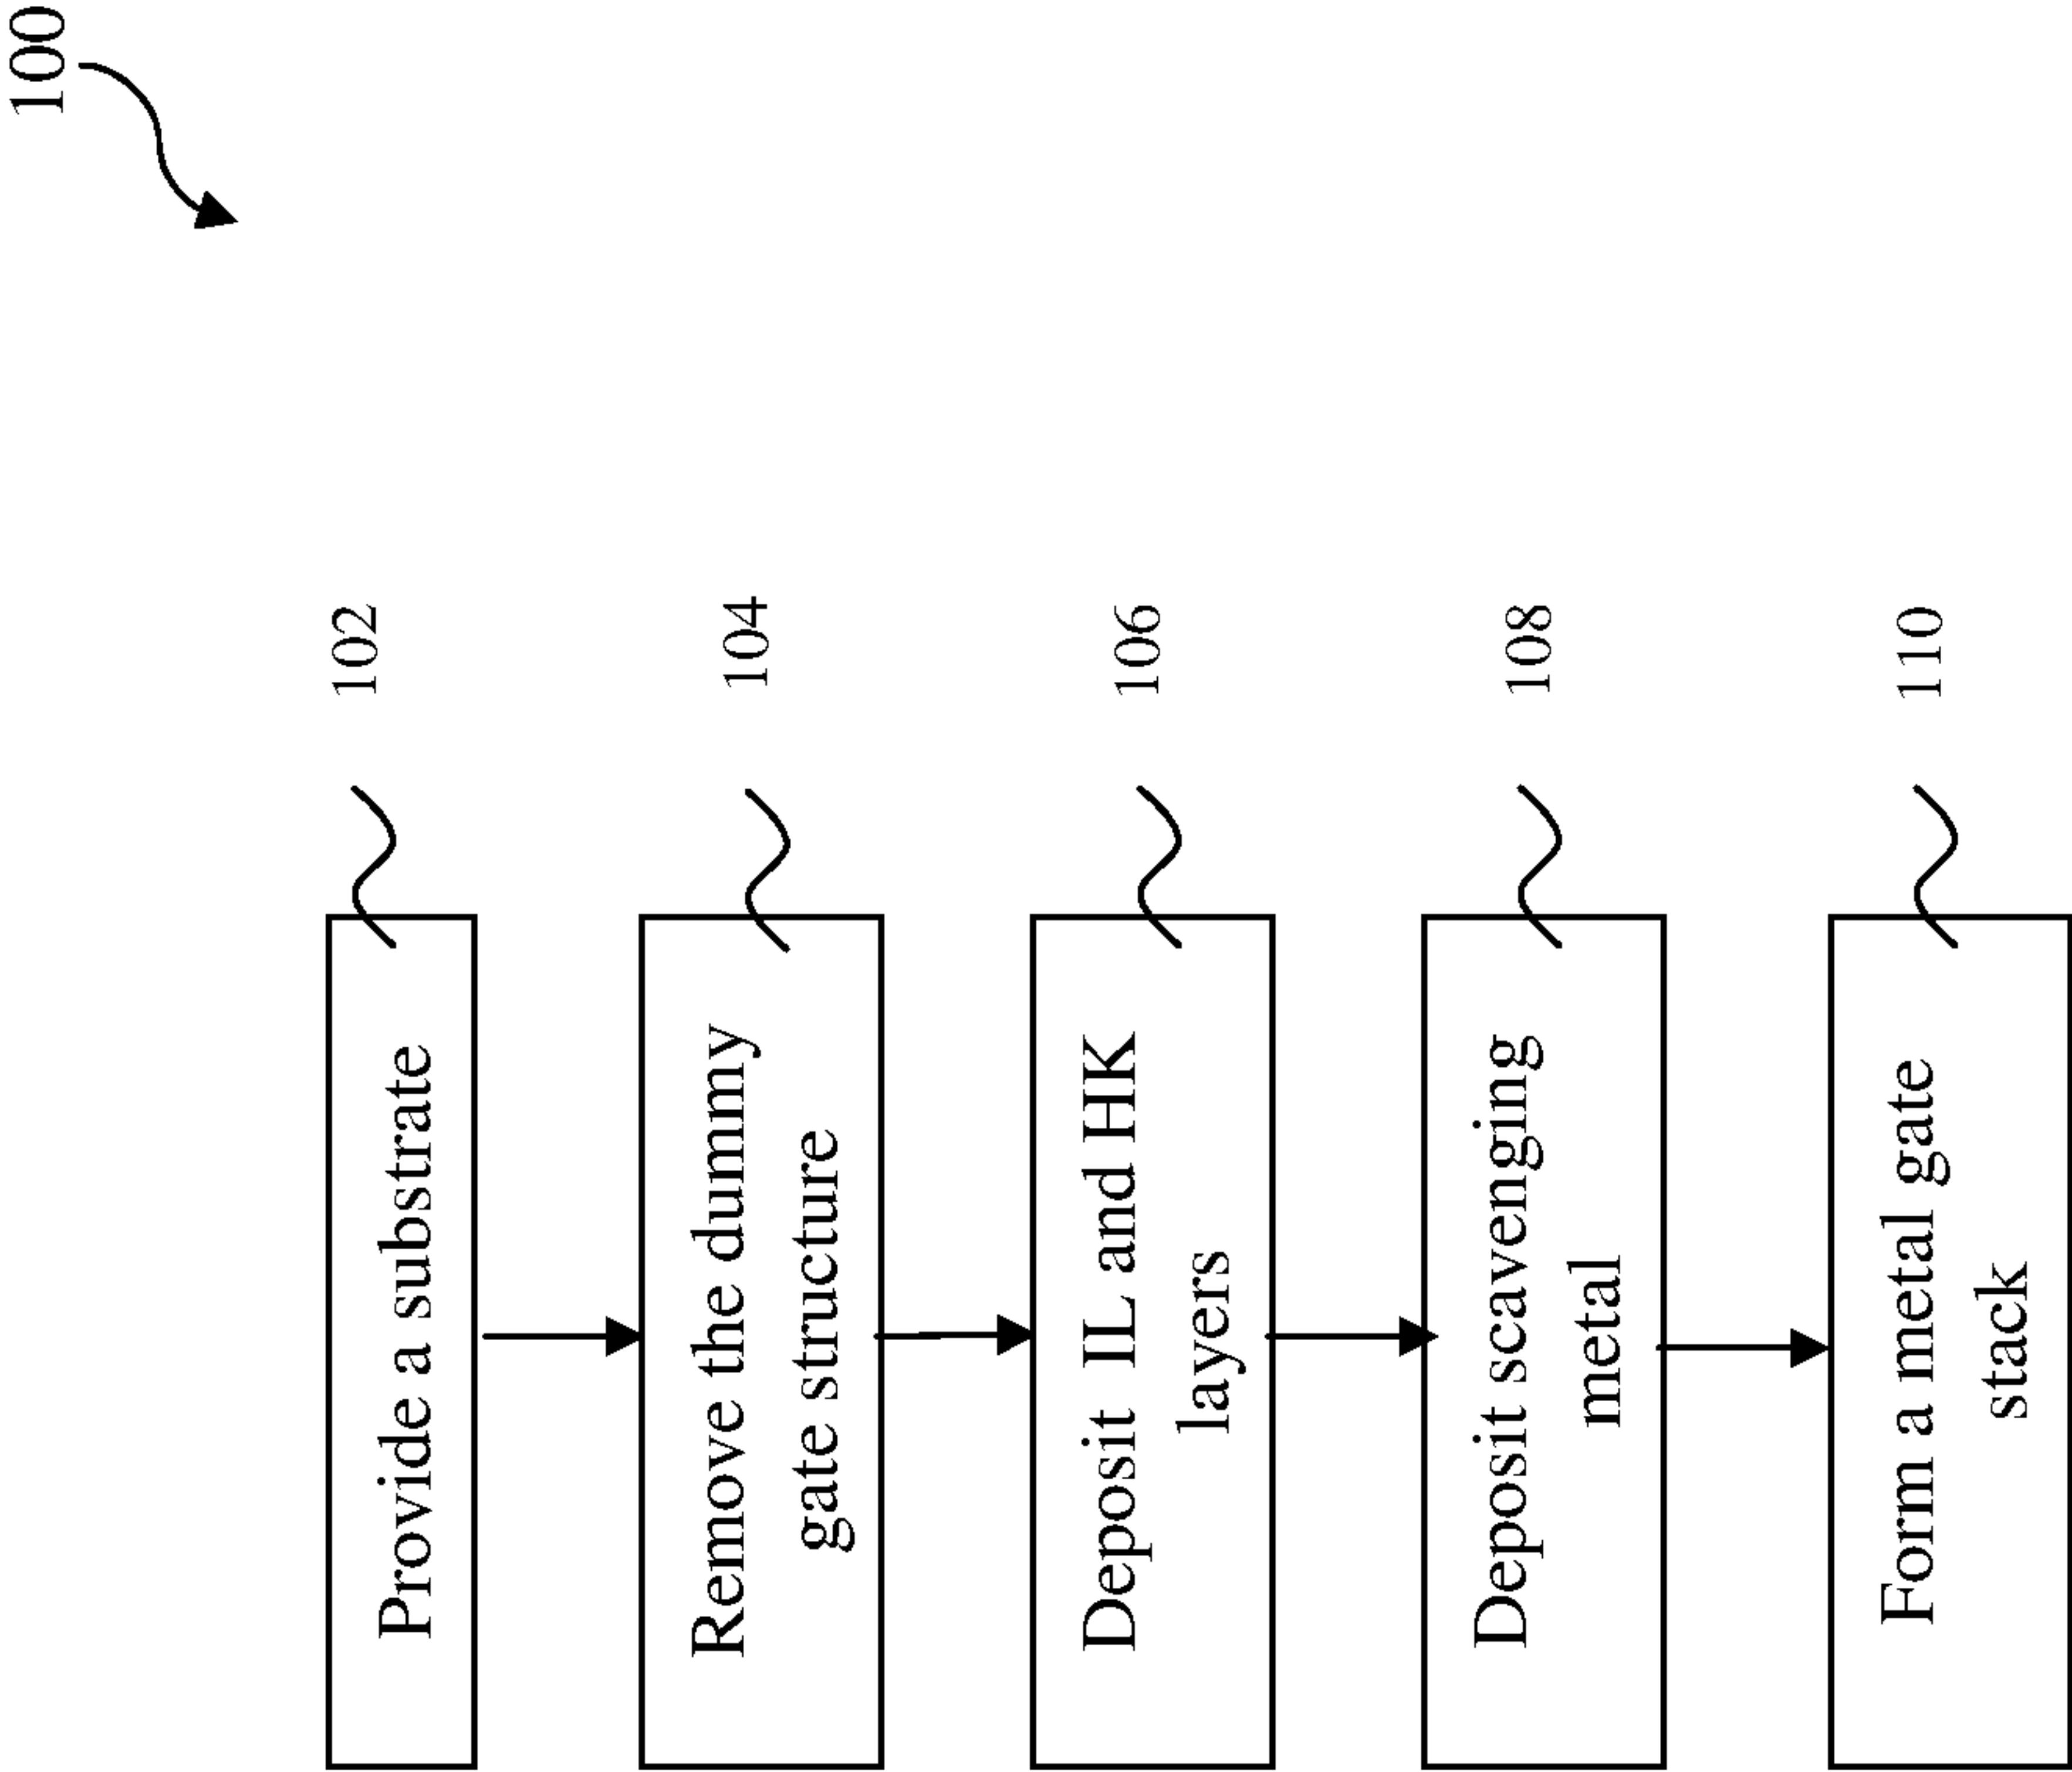 100
Provide a substrate
102
Remove the dummy
gate structure
104
Deposit IL and HK
layers
106
Deposit scavenging
metal
108
Form a metal gate
stack
110